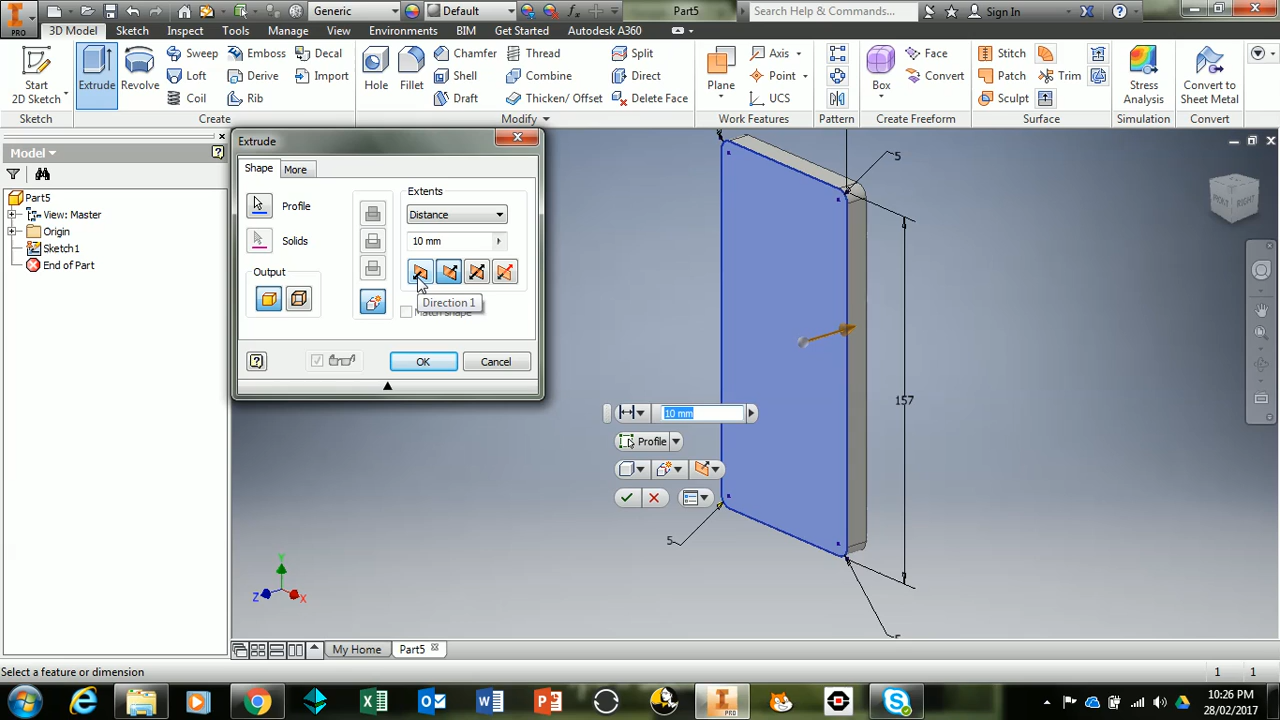 Generic
Default
Part5
Search Help & Commands...
Sign In
PRO
3D Model
Sketch
Inspect
Tools
Manage
View
Environments
BIM
Get Started
Autodesk A360
Start
2D Sketch
Extrude
Revolve
Sweep
Emboss
Decal
Loft
Derive
Import
Coil
Rib
Hole
Fillet
Chamfer
Thread
Split
Shell
Combine
Direct
Draft
Thicken/ Offset
Delete Face
Plane
Axis
Point
UCS
Box
Face
Convert
Stitch
Patch
Trim
Sculpt
Stress
Analysis
Convert to
Sheet Metal
Sketch
Create
Modify
Work Features
Pattern
Create Freeform
Surface
Simulation
Convert
Model
Part5
View: Master
Origin
Sketch1
End of Part
Extrude
Shape
More
Profile
Solids
Output
Extents
Distance
10 mm
Direction 1
Match shape
OK
Cancel
5
157
10 mm
Profile
5
Y
Z
X
My Home
Part5
Select a feature or dimension
1
1
PRO
10:26 PM
28/02/2017